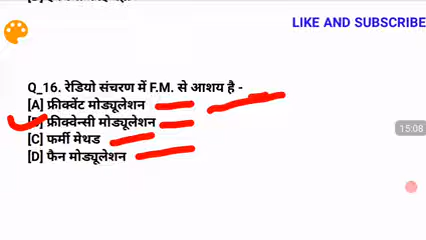 LIKE AND SUBSCRIBE
Q_16. रेडियो संचरण में F.M. से आशय है -
[A] फ्रीक्वेंट मोड्यूलेशन
[B] फ्रीक्वेन्सी मोड्यूलेशन
[C] फर्मी मेथड
[D] फैन मोड्यूलेशन
15:08